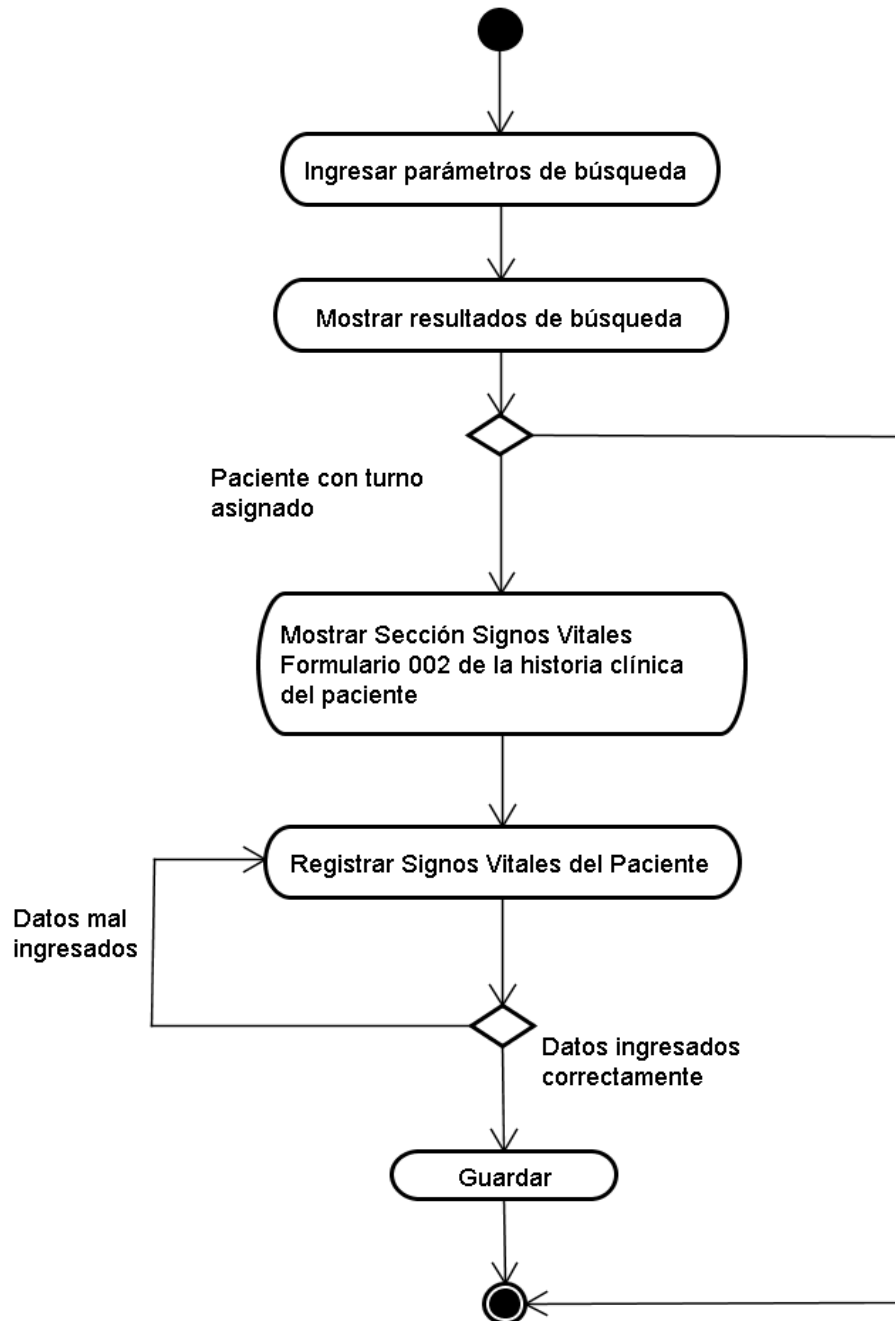 Ingresar parámetros de búsqueda
Mostrar resultados de búsqueda
Paciente con turno
asignado
Mostrar Sección Signos Vitales
Formulario 002 de la historia clínica
del paciente
Registrar Signos Vitales del Paciente
Datos mal
ingresados
Datos ingresados
correctamente
Guardar